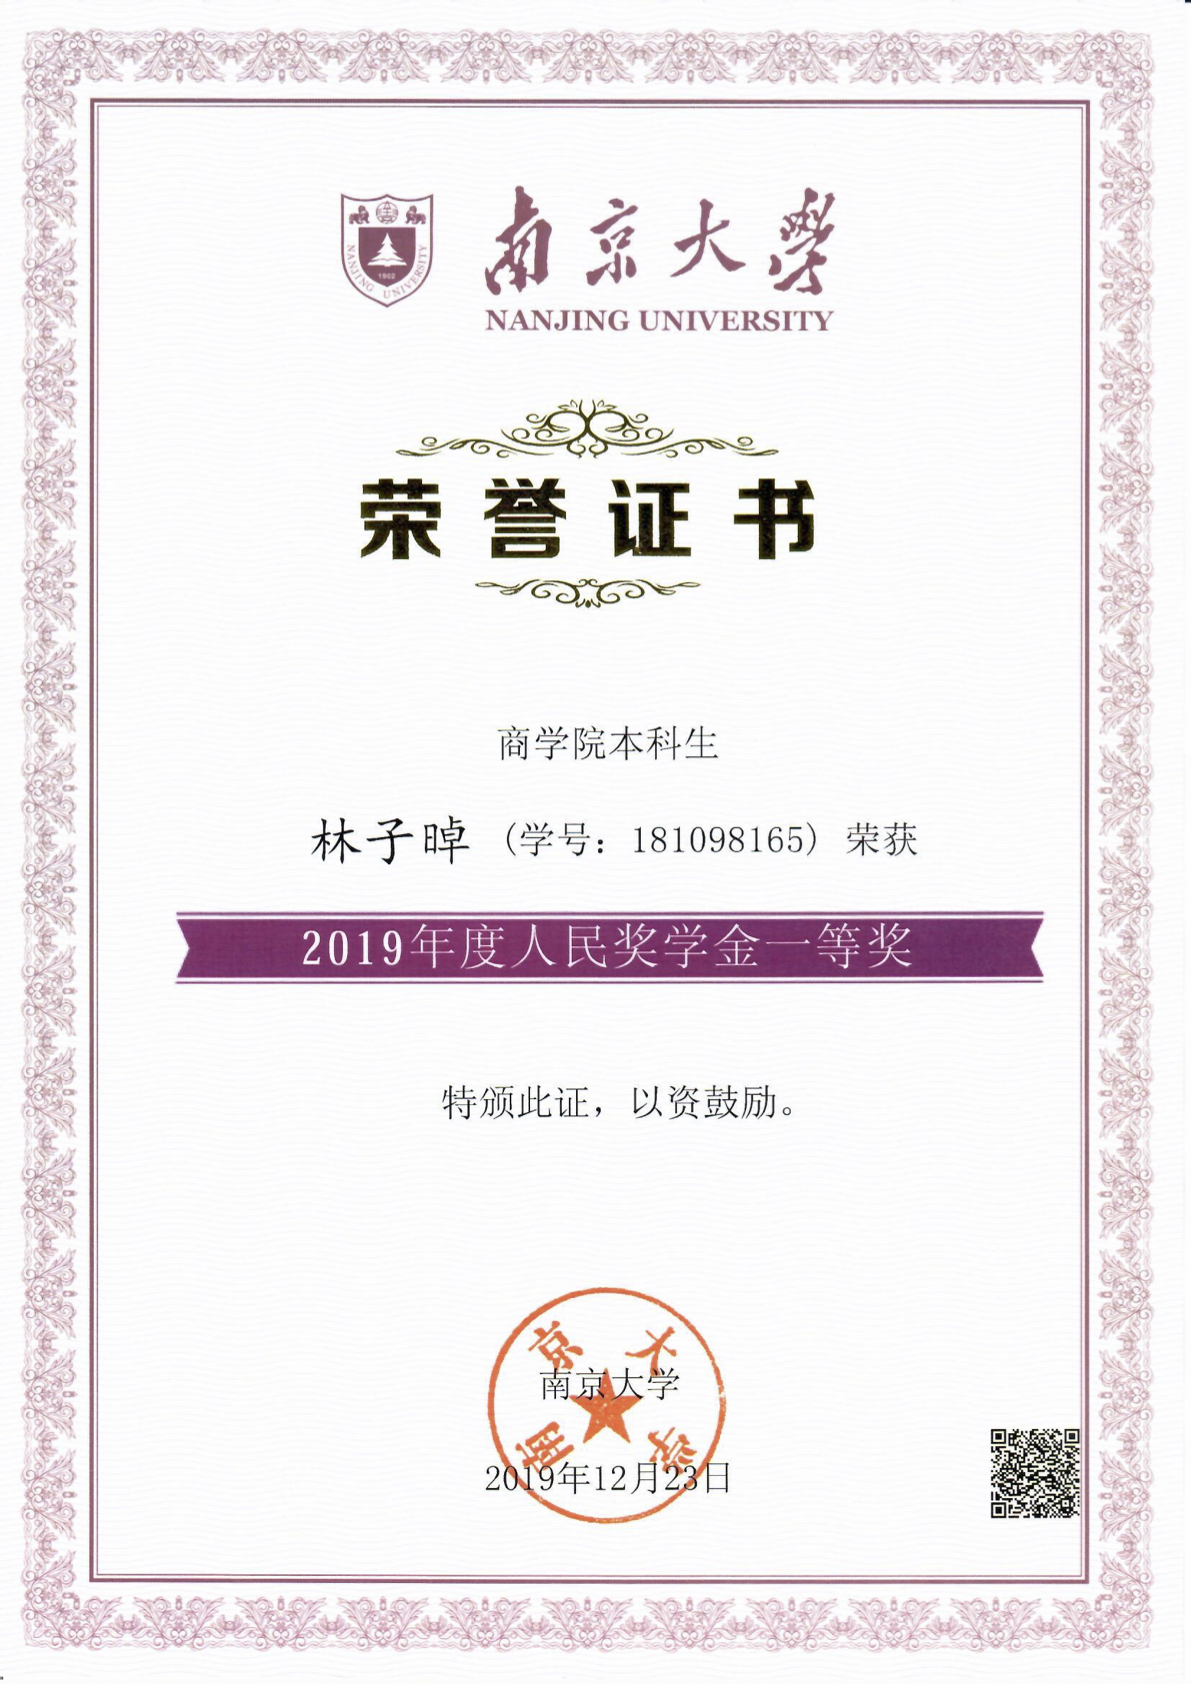 NANJING UNIVERSITY
1902
南京大学
NANJING UNIVERSITY
荣誉证书
商学院本科生
林子晫（学号：181098165）荣获
2019年度人民奖学金一等奖
特颁此证，以资鼓励。
南京大学
南京大学
2019年12月23日